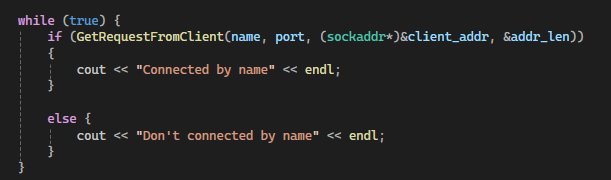 while (true) {
if (GetRequestFromClient(name, port, (sockaddr*)&client_addr, &addr_len))
{
cout << "Connected by name" << endl;
}
else {
cout << "Don't connected by name" << endl;
}
}